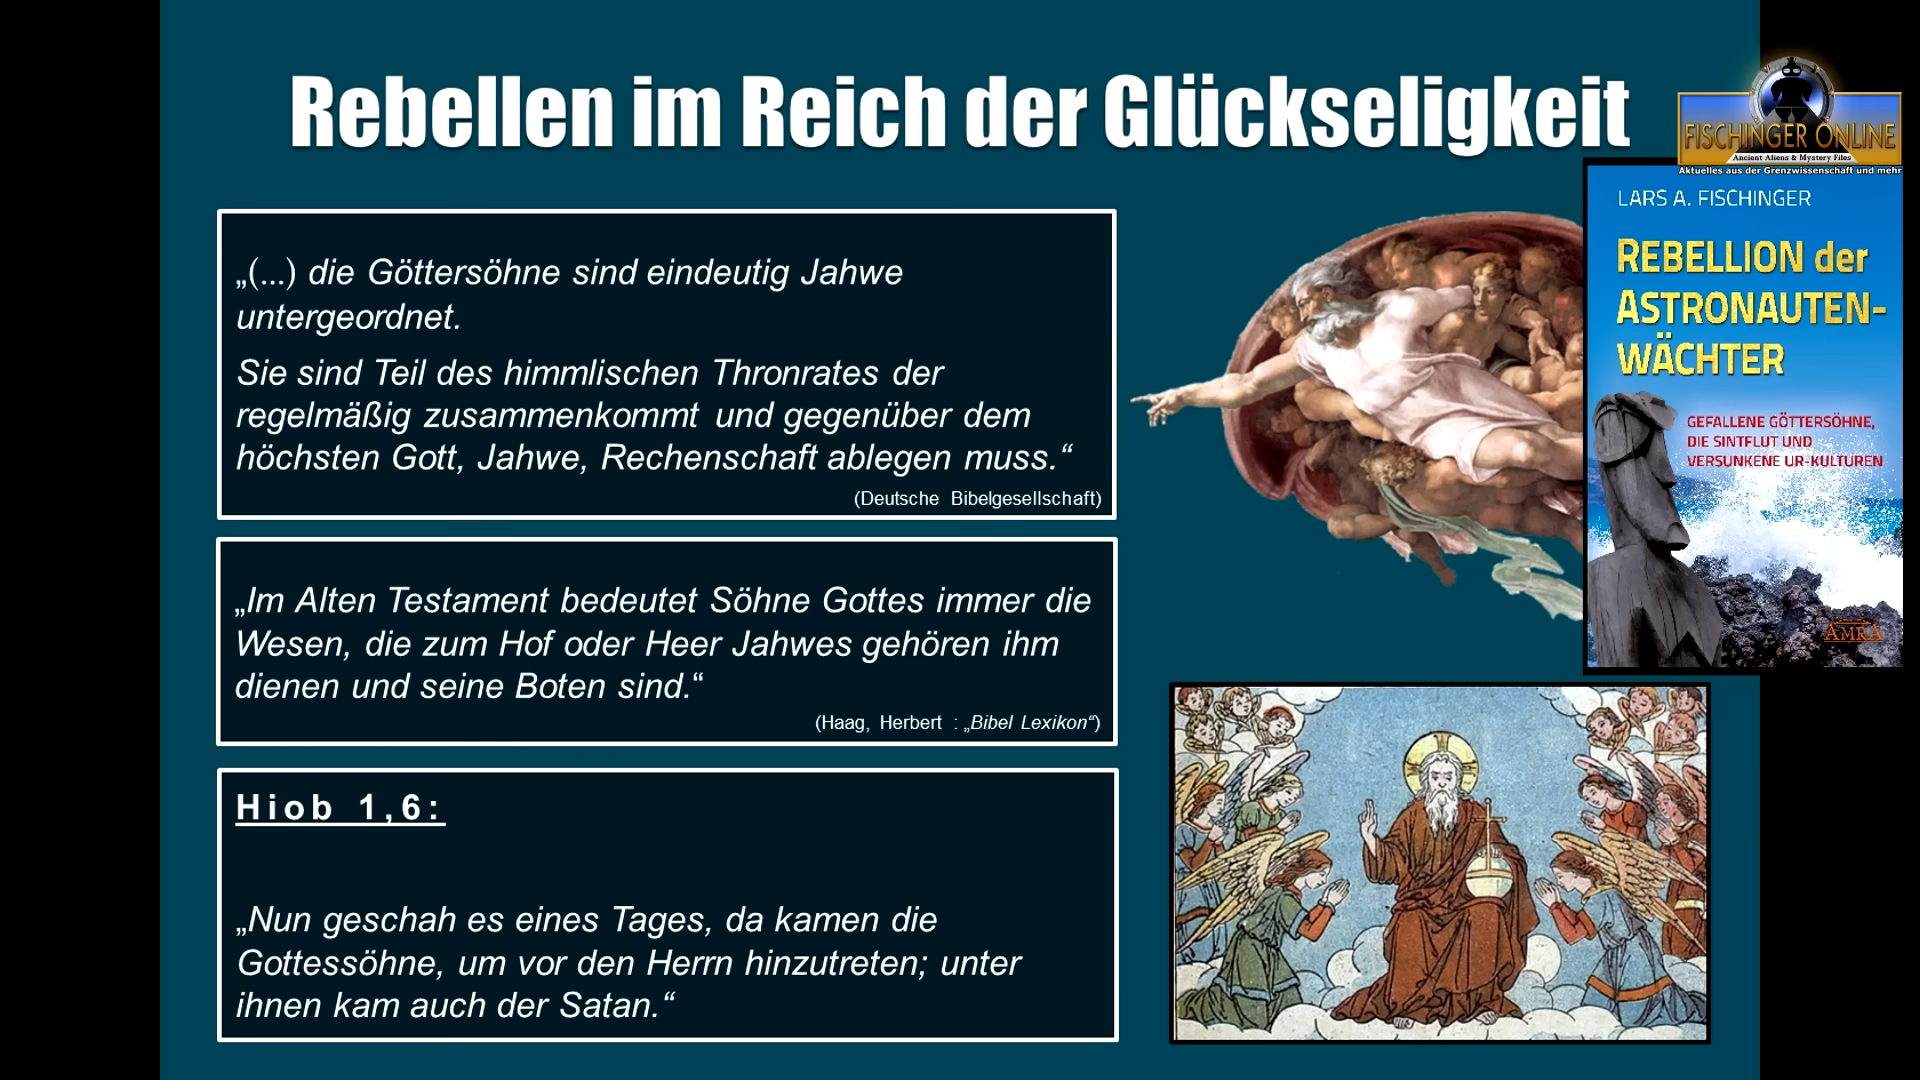 Rebellen im Reich der Glückseligkeit
FISCHINGER ONLINE
Ancient Aliens & Mystery Files
Aktuelles aus der Grenzwissenschaft und mehr
„(...) die Göttersöhne sind eindeutig Jahwe
untergeordnet.
Sie sind Teil des himmlischen Thronrates der
regelmäßig zusammenkommt und gegenüber dem
höchsten Gott, Jahwe, Rechenschaft ablegen muss.“
(Deutsche Bibelgesellschaft)
„Im Alten Testament bedeutet Söhne Gottes immer die
Wesen, die zum Hof oder Heer Jahwes gehören ihm
dienen und seine Boten sind.“
(Haag, Herbert : „Bibel Lexikon“)
Hiob 1,6:
„Nun geschah es eines Tages, da kamen die
Gottessöhne, um vor den Herrn hinzutreten; unter
ihnen kam auch der Satan.“
LARS A. FISCHINGER
REBELLION der
ASTRONAUTEN-
WÄCHTER
GEFALLENE GÖTTERSÖHNE,
DIE SINTFLUT UND
VERSUNKENE UR-KULTUREN
AMRA